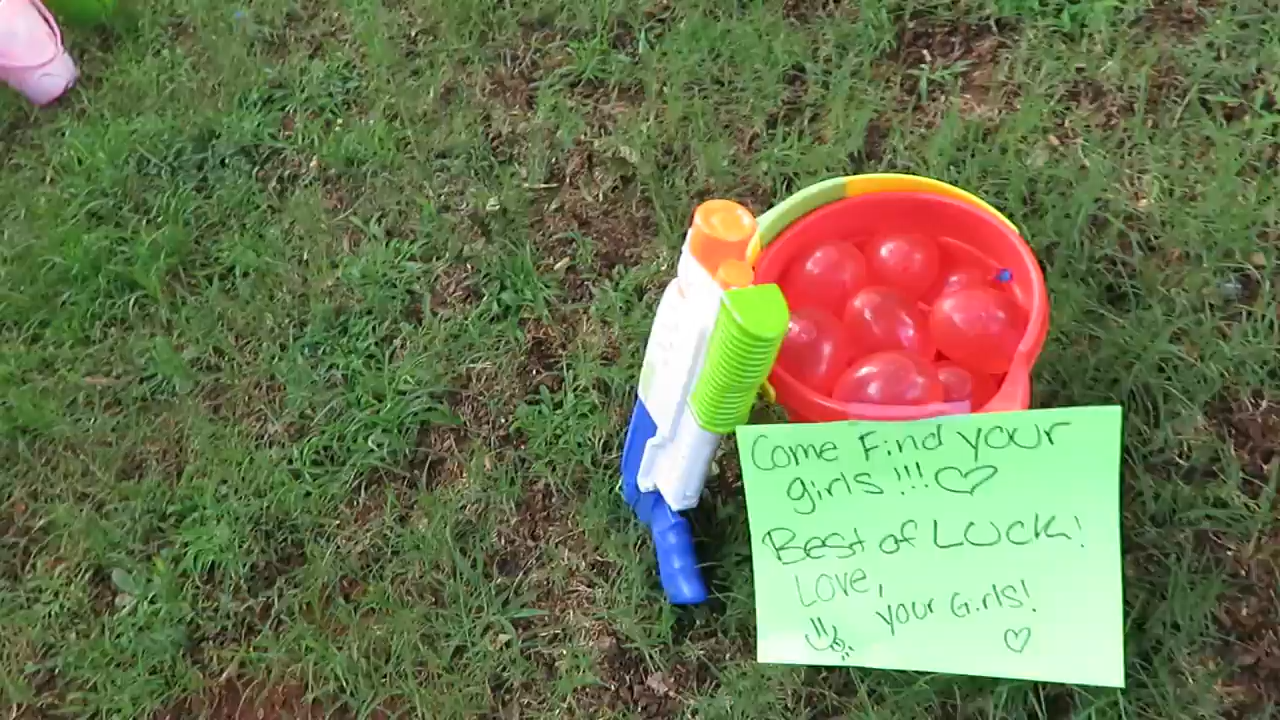 Come Find your
girls!!! ♡
Best of Luck!
Love,
your Girls!
♡